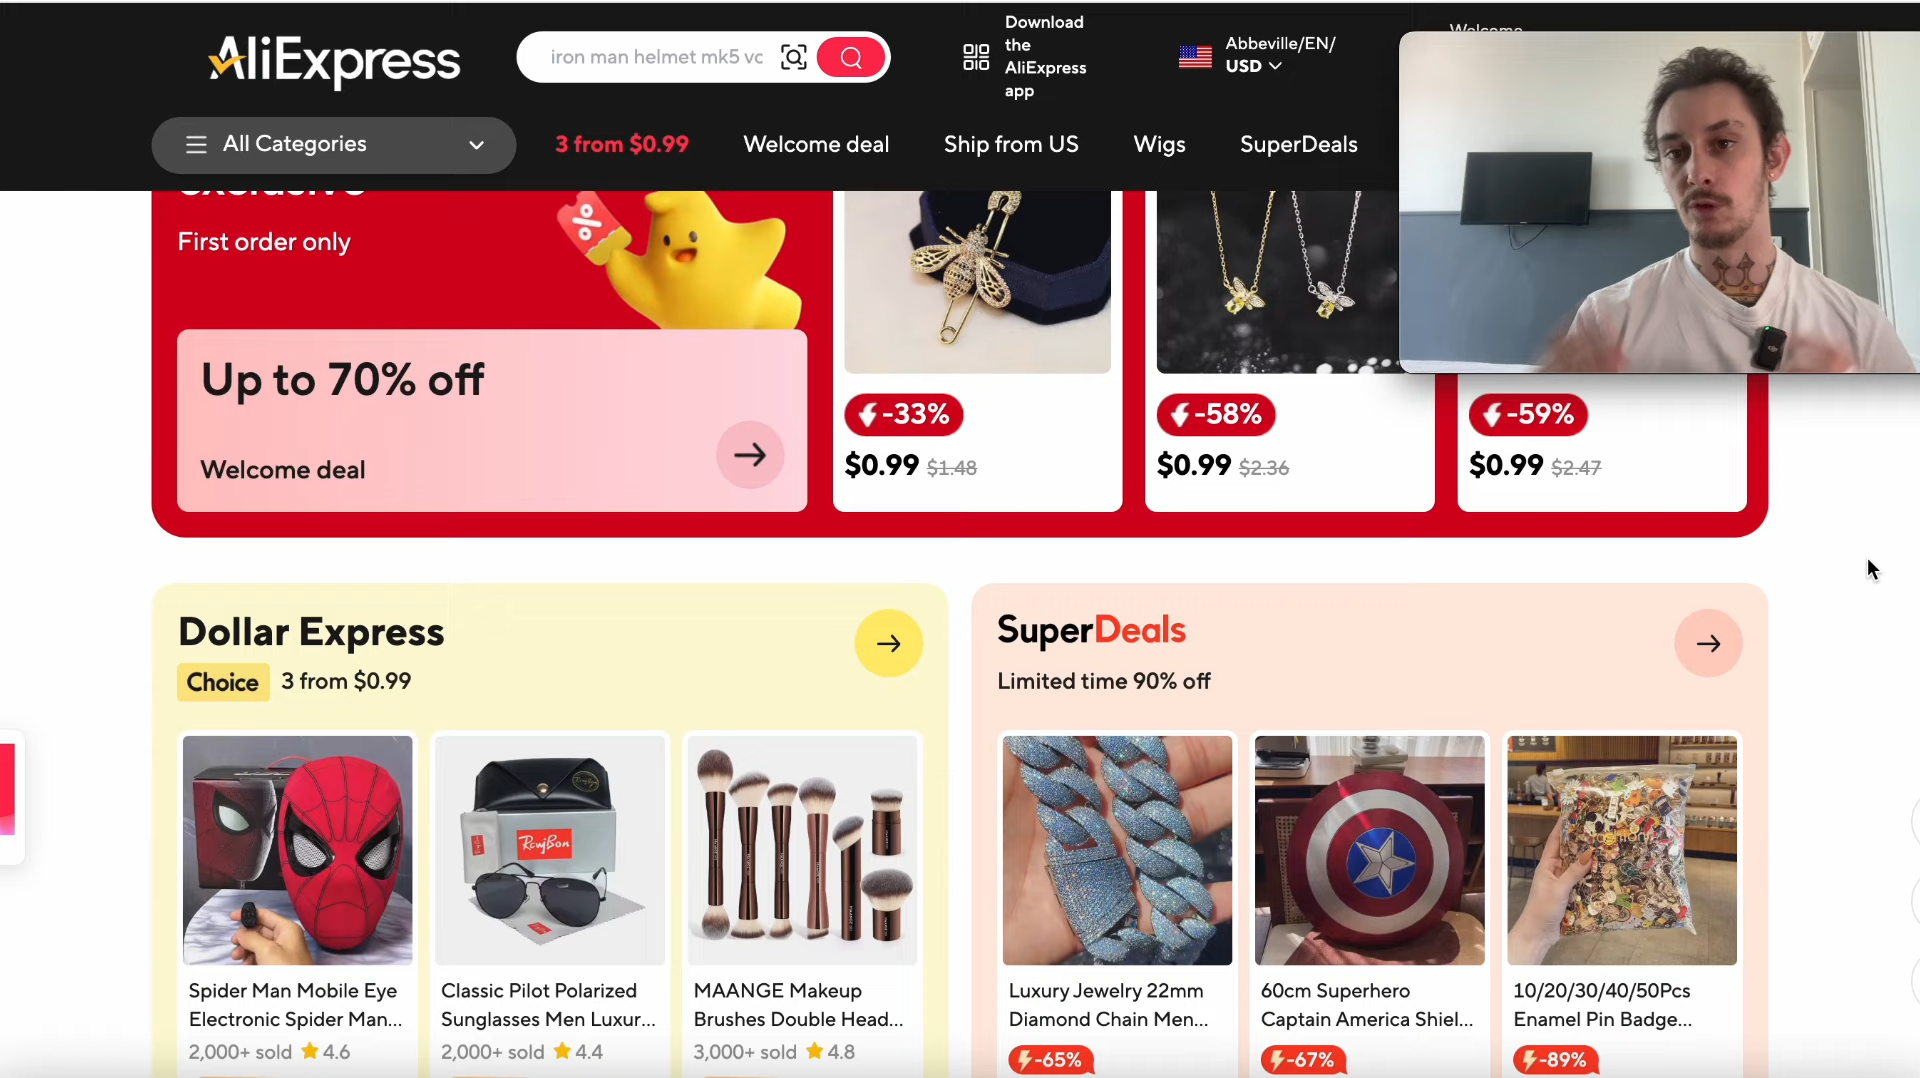 AliExpress
iron man helmet mk5 vo
Download
the
AliExpress
app
Abbeville/EN/
USD
Welcome
All Categories
3 from $0.99
Welcome deal
Ship from US
Wigs
SuperDeals
First order only
%
Up to 70% off
Welcome deal
-33%
$0.99 $1.48
-58%
$0.99 $2.36
-59%
$0.99 $2.47
Dollar Express
Choice 3 from $0.99
Spider Man Mobile Eye
Electronic Spider Man...
2,000+ sold 4.6
Classic Pilot Polarized
Sunglasses Men Luxur...
2,000+ sold 4.4
MAANGE Makeup
Brushes Double Head...
3,000+ sold 4.8
SuperDeals
Limited time 90% off
Luxury Jewelry 22mm
Diamond Chain Men...
-65%
60cm Superhero
Captain America Shiel...
-67%
10/20/30/40/50Pcs
Enamel Pin Badge...
-89%